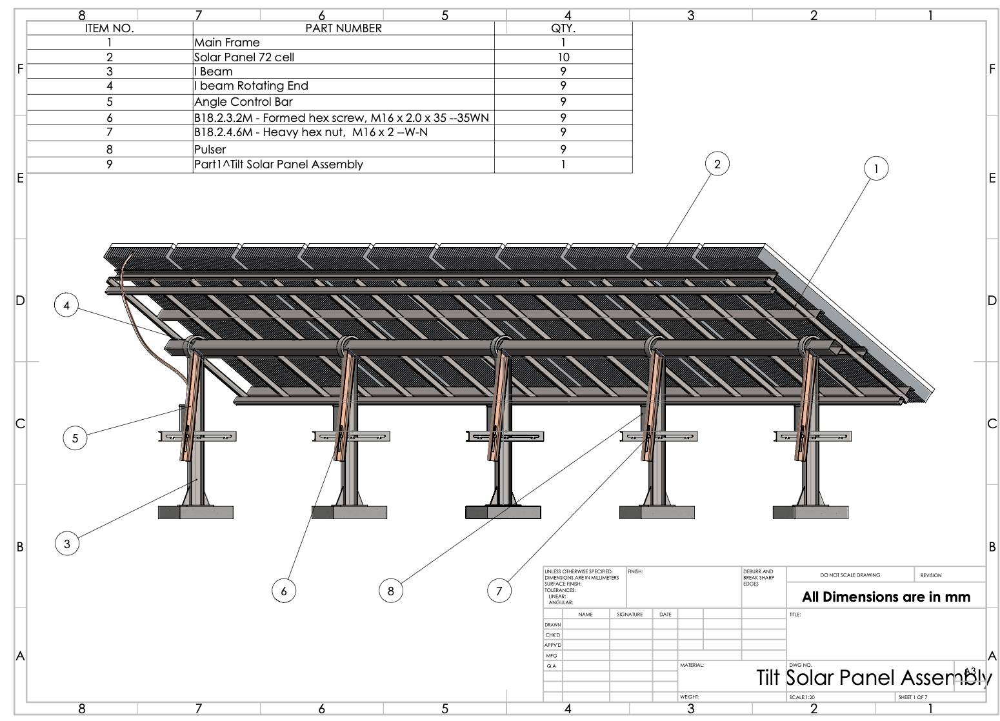 8 7 6 5 4 3 2 1
ITEM NO. PART NUMBER QTY.
1 Main Frame 1
2 Solar Panel 72 cell 10
F F
3 I Beam 9
4 I beam Rotating End 9
5 Angle Control Bar 9
6 B18.2.3.2M - Formed hex screw, M16 x 2.0 x 35 --35WN 9
7 B18.2.4.6M - Heavy hex nut, M16 x 2 --W-N 9
8 Pulser 9
9 Part1^Tilt Solar Panel Assembly 1
2
1
E E
D D
4
C C
5
3
B B
6 8 7
UNLESS OTHERWISE SPECIFIED:
DIMENSIONS ARE IN MILLIMETERS
SURFACE FINISH:
TOLERANCES:
LINEAR:
ANGULAR:
FINISH:
DEBURR AND
BREAK SHARP
EDGES
DO NOT SCALE DRAWING
REVISION
All Dimensions are in mm
NAME SIGNATURE DATE
TITLE:
DRAWN
CHK'D
APPV'D
MFG
Q.A
A A
MATERIAL:
DWG NO.
Tilt Solar Panel Assembly
A3
WEIGHT:
SCALE:1:20
SHEET 1 OF 7
8 7 6 5 4 3 2 1